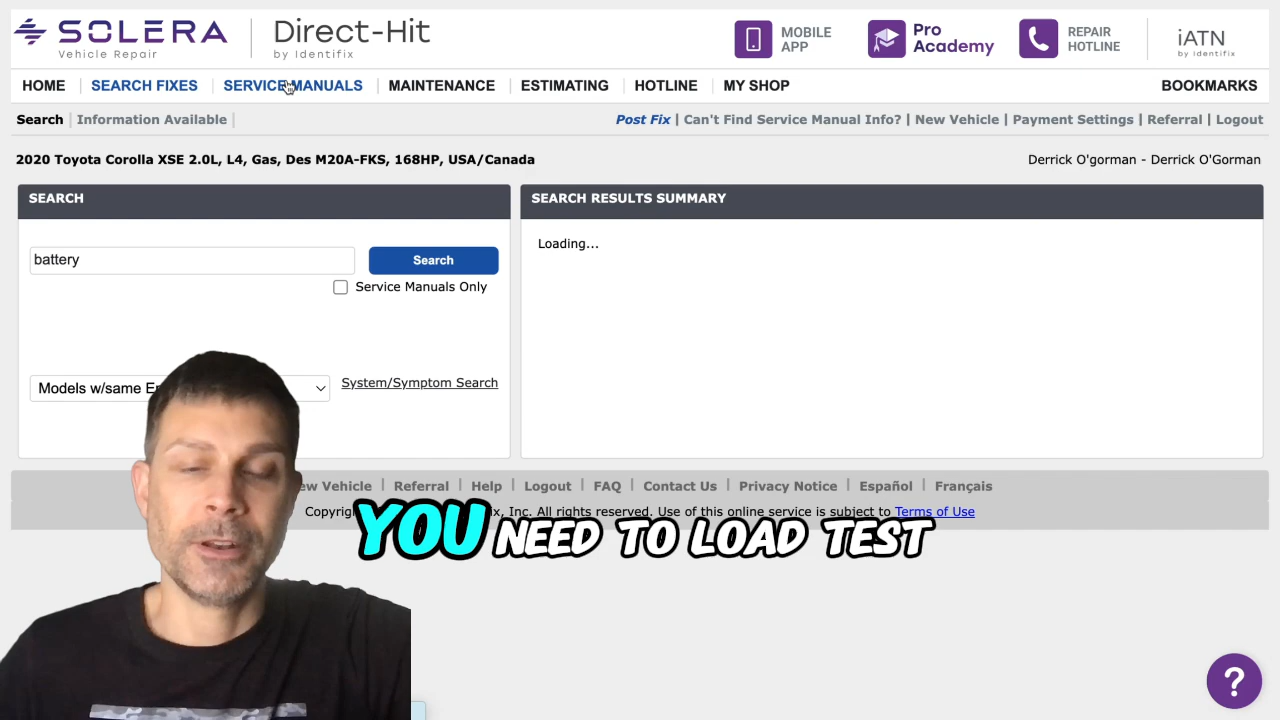 SOLERA
Vehicle Repair
Direct-Hit
by Identifix
MOBILE APP
Pro Academy
REPAIR HOTLINE
iATN
by Identifix
HOME | SEARCH FIXES | SERVICE MANUALS | MAINTENANCE | ESTIMATING | HOTLINE | MY SHOP
BOOKMARKS
Search | Information Available |
Post Fix | Can't Find Service Manual Info? | New Vehicle | Payment Settings | Referral | Logout
2020 Toyota Corolla XSE 2.0L, L4, Gas, Des M20A-FKS, 168HP, USA/Canada
Derrick O'gorman - Derrick O'Gorman
SEARCH
SEARCH RESULTS SUMMARY
battery
Search
Service Manuals Only
Loading...
Models w/same
System/Symptom Search
Vehicle | Referral | Help | Logout | FAQ | Contact Us | Privacy Notice | Español | Français
Inc. All rights reserved. Use of this online service is subject to Terms of Use
YOU NEED TO LOAD TEST
?